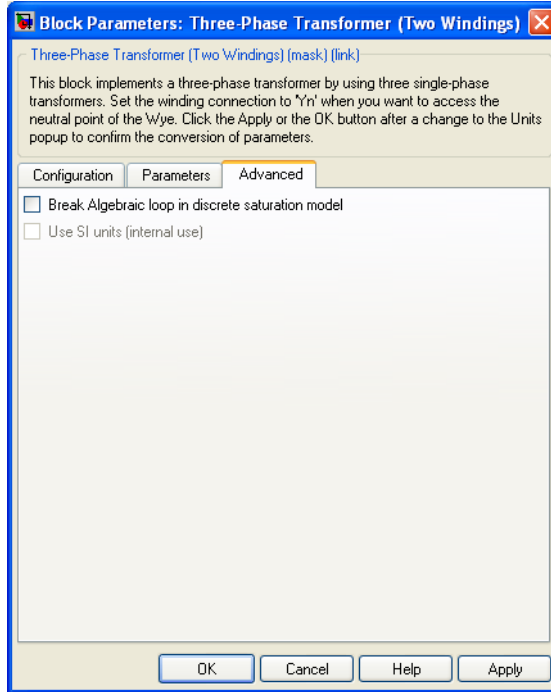 Block Parameters: Three-Phase Transformer (Two Windings)
Three-Phase Transformer (Two Windings) (mask) (link)
This block implements a three-phase transformer by using three single-phase
transformers. Set the winding connection to 'Yn' when you want to access the
neutral point of the Wye. Click the Apply or the OK button after a change to the Units
popup to confirm the conversion of parameters.
Configuration Parameters Advanced
Break Algebraic loop in discrete saturation model
Use SI units (internal use)
OK Cancel Help Apply